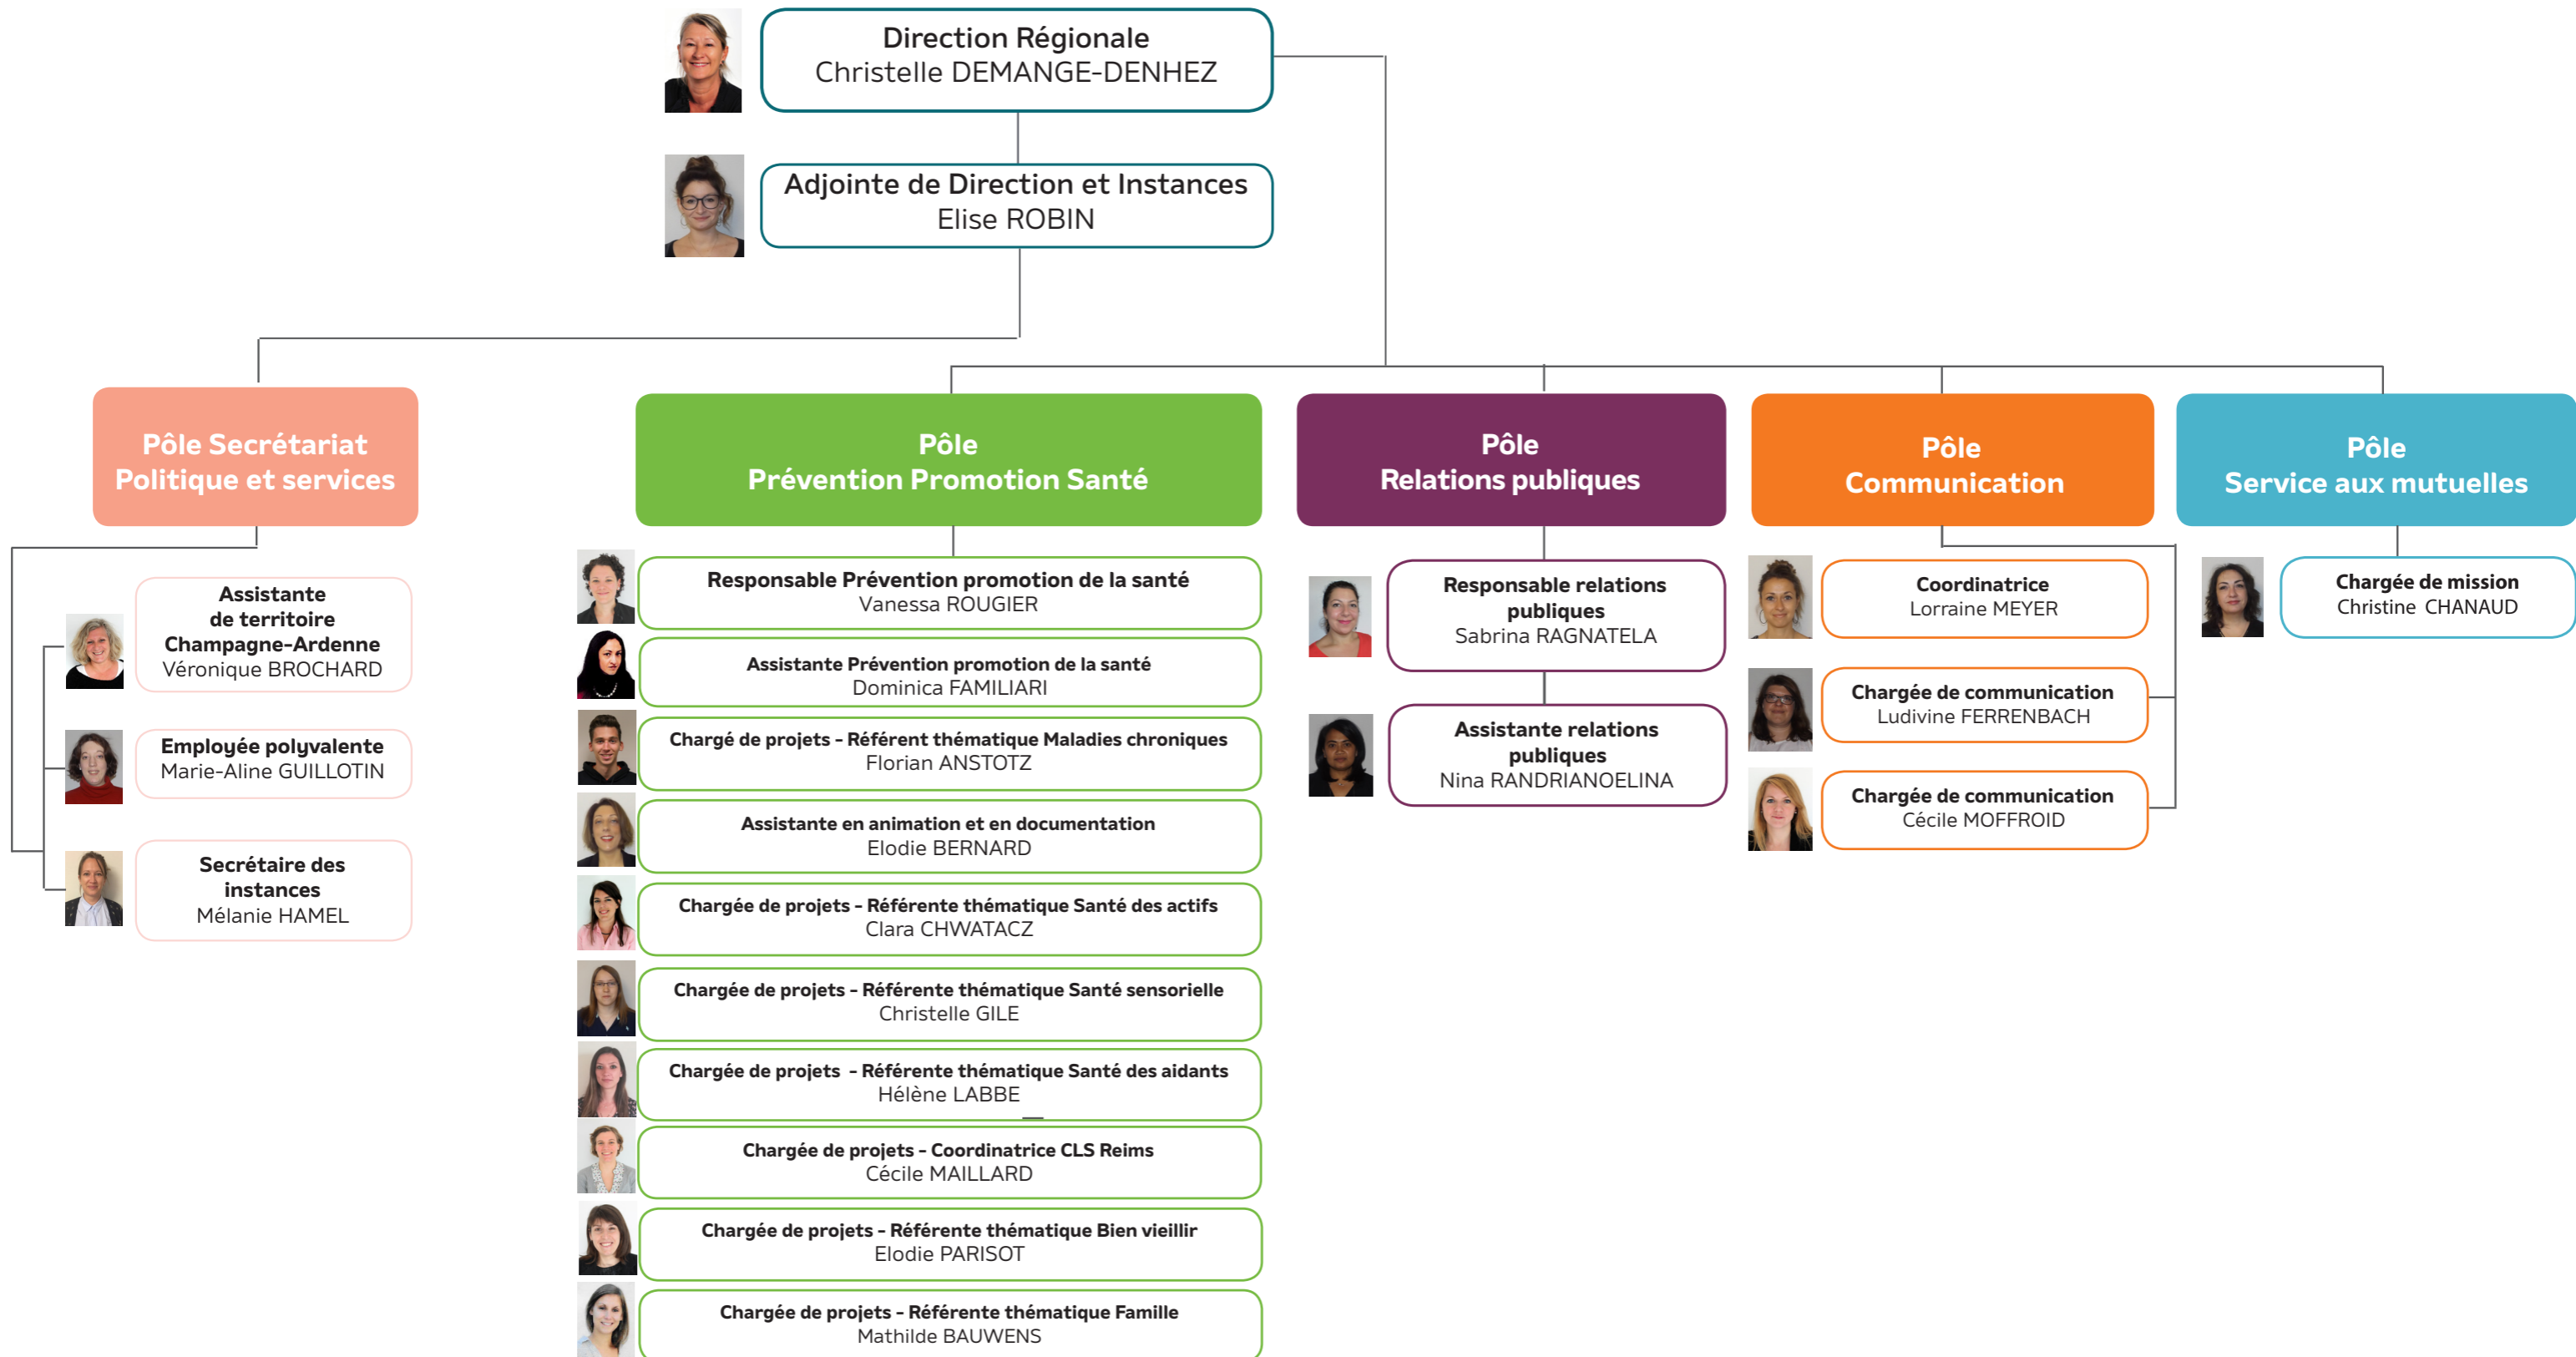 Direction Régionale
Christelle DEMANGE-DENHEZ
Adjointe de Direction et Instances
Elise ROBIN
Pôle Secrétariat
Politique et services
Assistante
de territoire
Champagne-Ardenne
Véronique BROCHARD
Employée polyvalente
Marie-Aline GUILLOTIN
Secrétaire des
instances
Mélanie HAMEL
Pôle
Prévention Promotion Santé
Responsable Prévention promotion de la santé
Vanessa ROUGIER
Assistante Prévention promotion de la santé
Dominica FAMILIARI
Chargé de projets - Référent thématique Maladies chroniques
Florian ANSTOTZ
Assistante en animation et en documentation
Elodie BERNARD
Chargée de projets - Référente thématique Santé des actifs
Clara CHWATACZ
Chargée de projets - Référente thématique Santé sensorielle
Christelle GILE
Chargée de projets - Référente thématique Santé des aidants
Hélène LABBE
Chargée de projets - Coordinatrice CLS Reims
Cécile MAILLARD
Chargée de projets - Référente thématique Bien vieillir
Elodie PARISOT
Chargée de projets - Référente thématique Famille
Mathilde BAUWENS
Pôle
Relations publiques
Responsable relations
publiques
Sabrina RAGNATELA
Assistante relations
publiques
Nina RANDRIANOELINA
Pôle
Communication
Coordinatrice
Lorraine MEYER
Chargée de communication
Ludivine FERRENBACH
Chargée de communication
Cécile MOFFROID
Pôle
Service aux mutuelles
Chargée de mission
Christine CHANAUD